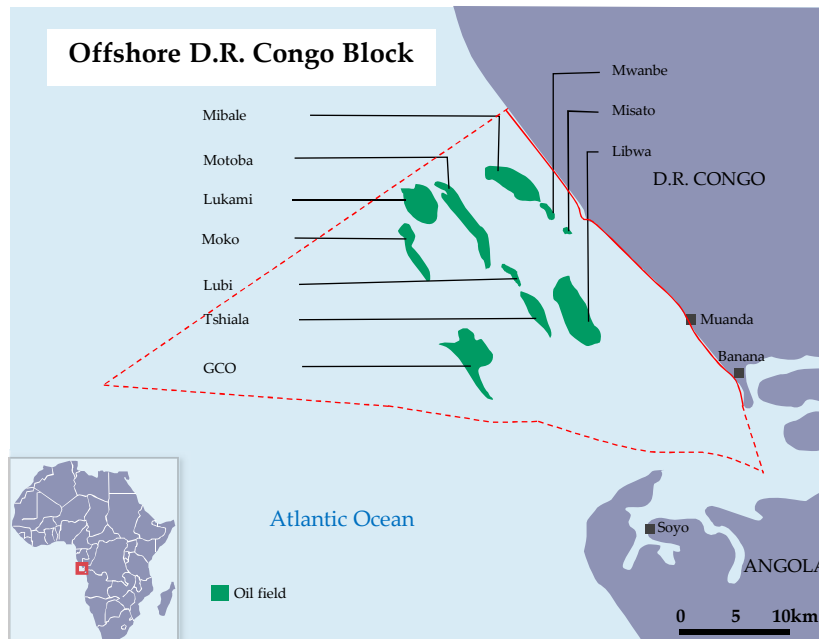 Offshore D.R. Congo Block
Mwanbe
Mibale
Misato
Motoba
Libwa
D.R. CONGO
Lukami
Moko
Lubi
Tshiala
Muanda
Banana
GCO
Atlantic Ocean
Soyo
ANGOLA
Oil field
0 5 10km